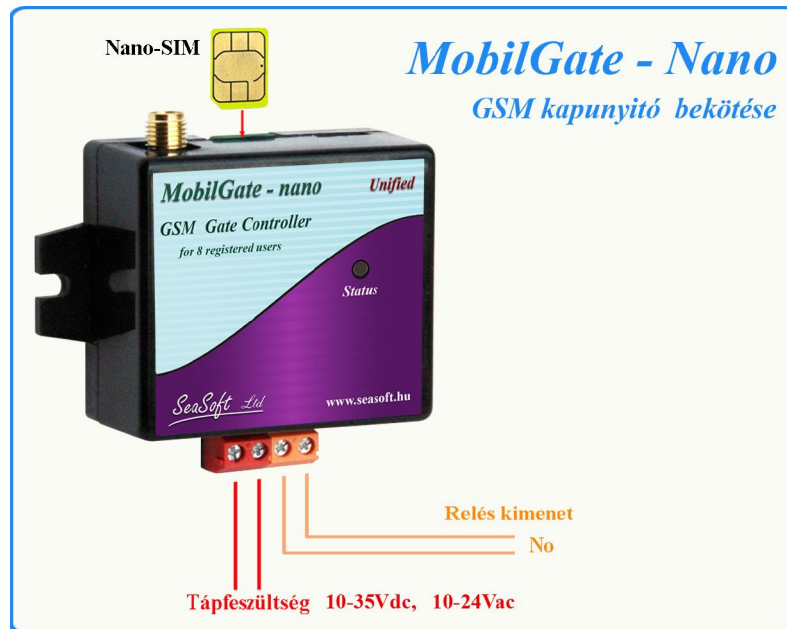 Nano-SIM
MobilGate - Nano
GSM kapunyitó bekötése
MobilGate - nano
Unified
GSM Gate Controller
for 8 registered users
Status
SeaSoft Ltd
www.seasoft.hu
Relés kimenet
No
Tápfeszültség 10-35Vdc, 10-24Vac